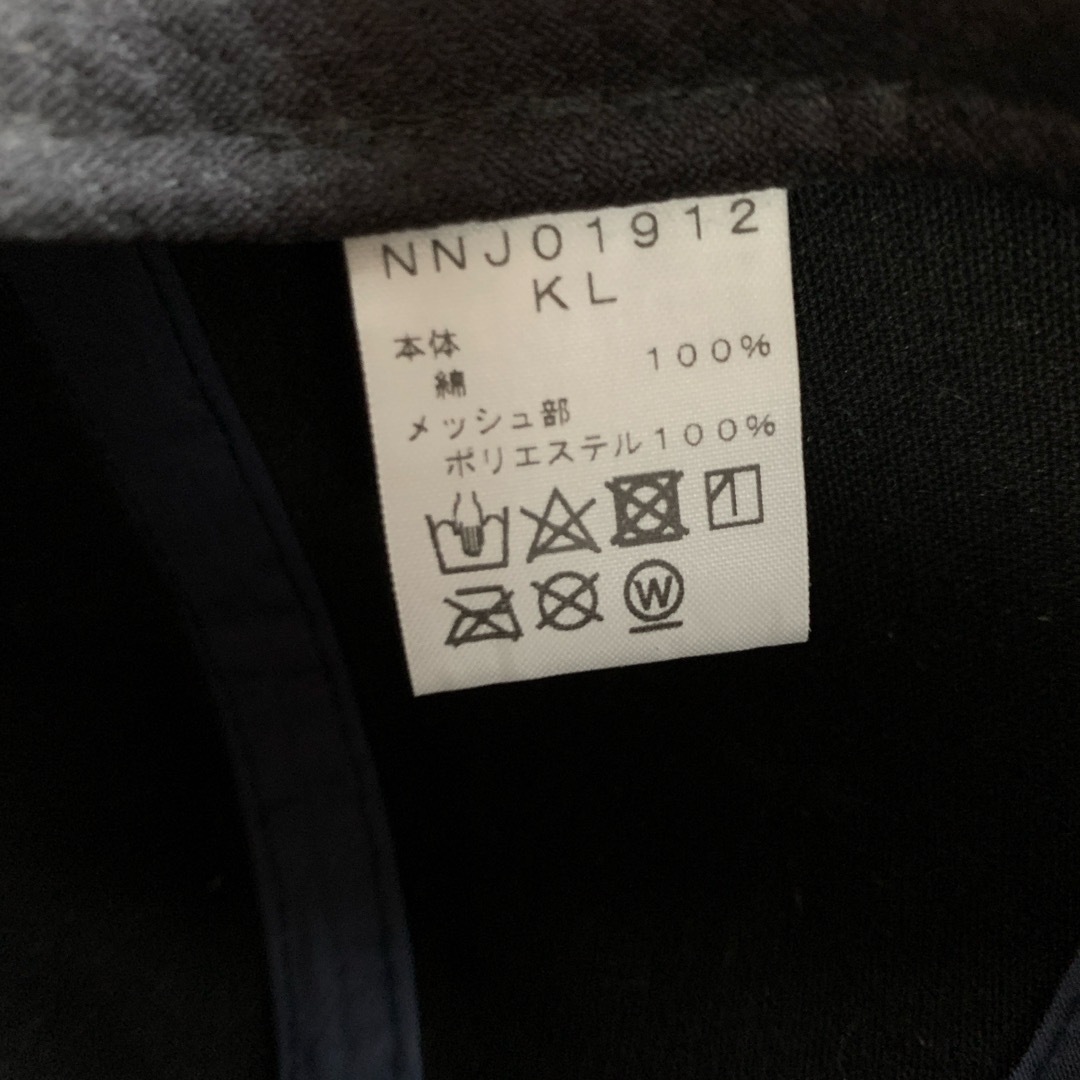 NNJ01912
KL
本体
綿 100%
メッシュ部
ポリエステル100%
W